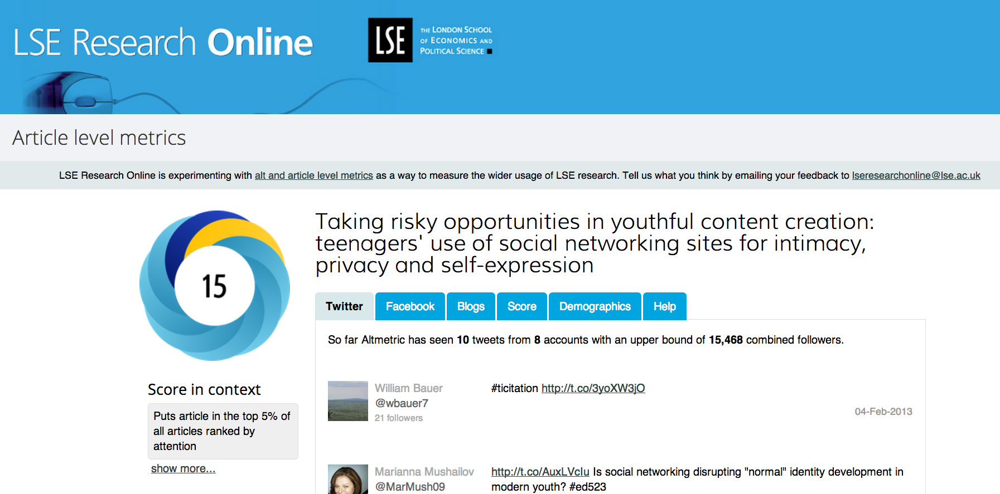 LSE Research Online
LSE
THE LONDON SCHOOL
OF ECONOMICS AND
POLITICAL SCIENCE
Article level metrics
LSE Research Online is experimenting with alt and article level metrics as a way to measure the wider usage of LSE research. Tell us what you think by emailing your feedback to lseresearchonline@lse.ac.uk
15
Score in context
Puts article in the top 5% of
all articles ranked by
attention
show more...
Taking risky opportunities in youthful content creation:
teenagers' use of social networking sites for intimacy,
privacy and self-expression
Twitter Facebook Blogs Score Demographics Help
So far Altmetric has seen 10 tweets from 8 accounts with an upper bound of 15,468 combined followers.
William Bauer
@wbauer7
21 followers
#ticitation http://t.co/3yoXW3jO
04-Feb-2013
Marianna Mushailov
@MarMush09
http://t.co/AuxLVcIu Is social networking disrupting "normal" identity development in
modern youth? #ed523